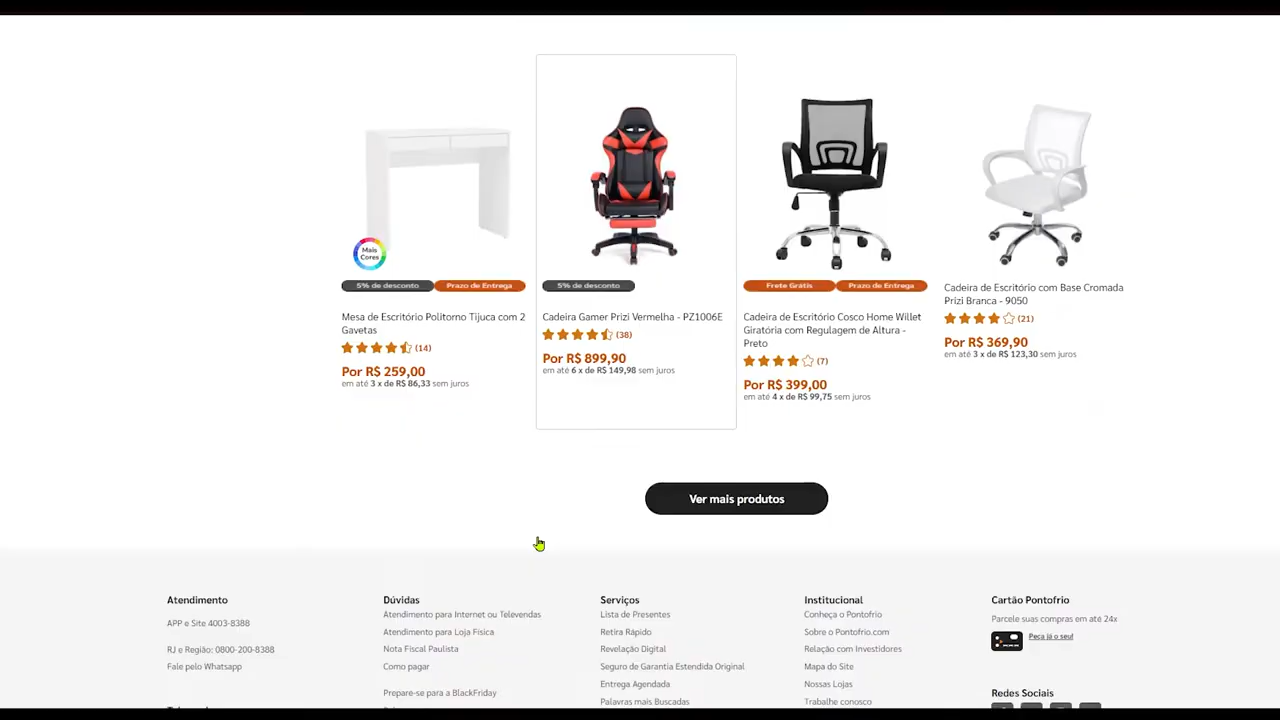 Mais
Cores
5% de desconto
Prazo de Entrega
Mesa de Escritório Politorno Tijuca com 2
Gavetas
(14)
Por R$ 259,00
em até 3 x de R$ 86,33 sem juros
5% de desconto
Cadeira Gamer Prizi Vermelha - PZ1006E
(38)
Por R$ 899,90
em até 6 x de R$ 149,98 sem juros
Frete Grátis
Prazo de Entrega
Cadeira de Escritório Cosco Home Willet
Giratória com Regulagem de Altura -
Preto
(7)
Por R$ 399,00
em até 4 x de R$ 99,75 sem juros
Cadeira de Escritório com Base Cromada
Prizi Branca - 9050
(21)
Por R$ 369,90
em até 3 x de R$ 123,30 sem juros
Ver mais produtos
Atendimento
APP e Site 4003-8388
RJ e Região: 0800-200-8388
Fale pelo Whatsapp
Dúvidas
Atendimento para Internet ou Televendas
Atendimento para Loja Física
Nota Fiscal Paulista
Como pagar
Prepare-se para a BlackFriday
Serviços
Lista de Presentes
Retira Rápido
Revelação Digital
Seguro de Garantia Estendida Original
Entrega Agendada
Palavras mais Buscadas
Institucional
Conheça o Pontofrio
Sobre o Pontofrio.com
Relação com Investidores
Mapa do Site
Nossas Lojas
Trabalhe conosco
Cartão Pontofrio
Parcele suas compras em até 24x
Peça já o seu!
Redes Sociais